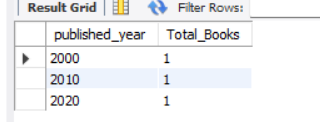 Result Grid Filter Rows:
published_year Total_Books
2000 1
2010 1
2020 1